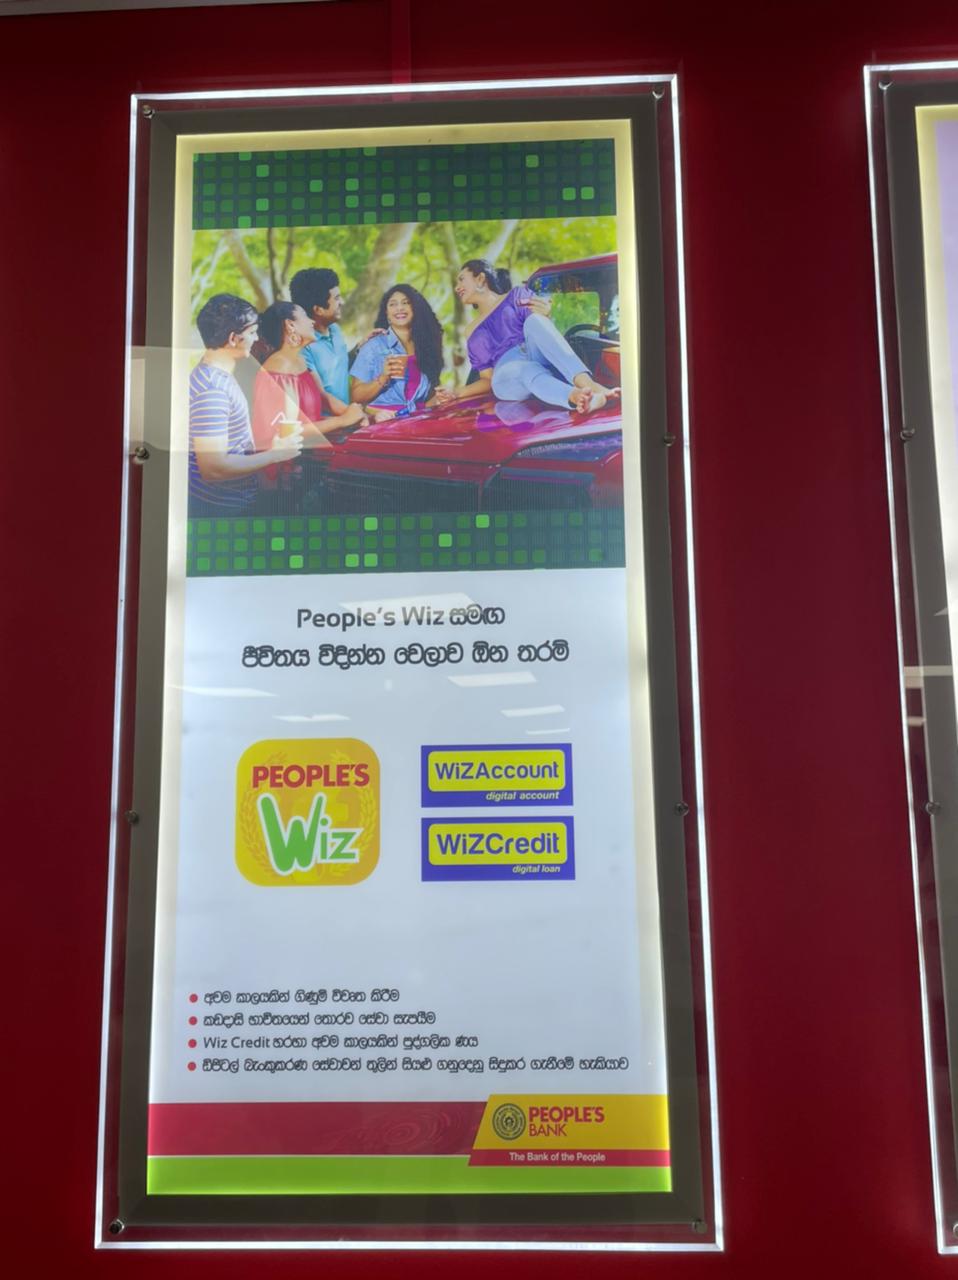 People's Wiz සමඟ
ජීවිතය විඳින්න වෙලාව ඕන තරම්
PEOPLE'S
Wiz
WiZAccount
digital account
WiZCredit
digital loan
අවම කාලයකින් ගිණුම් විවෘත කිරීම
කඩදාසි භාවිතයෙන් තොරව සේවා සැපයීම
Wiz Credit හරහා අවම කාලයකින් පුද්ගලික ණය
ඩිජිටල් බැංකුකරණ සේවාවන් තුලින් සියළු ගනුදෙනු සිදුකර ගැනීමේ හැකියාව
PEOPLE'S
BANK
The Bank of the People